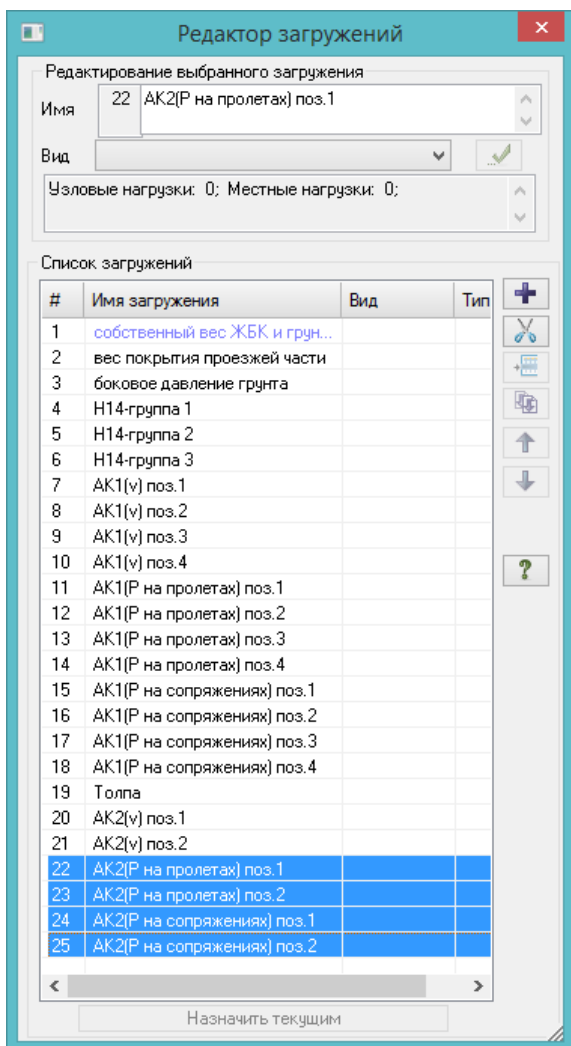 Редактор загружений
Редактирование выбранного загружения
Имя 22 АК2(Р на пролетах) поз.1
Вид
Узловые нагрузки: 0; Местные нагрузки: 0;
Список загружений
# Имя загружения Вид Тип
1 собственный вес ЖБК и грун...
2 вес покрытия проезжей части
3 боковое давление грунта
4 Н14-группа 1
5 Н14-группа 2
6 Н14-группа 3
7 АК1(v) поз.1
8 АК1(v) поз.2
9 АК1(v) поз.3
10 АК1(v) поз.4
11 АК1(Р на пролетах) поз.1
12 АК1(Р на пролетах) поз.2
13 АК1(Р на пролетах) поз.3
14 АК1(Р на пролетах) поз.4
15 АК1(Р на сопряжениях) поз.1
16 АК1(Р на сопряжениях) поз.2
17 АК1(Р на сопряжениях) поз.3
18 АК1(Р на сопряжениях) поз.4
19 Толпа
20 АК2(v) поз.1
21 АК2(v) поз.2
22 АК2(Р на пролетах) поз.1
23 АК2(Р на пролетах) поз.2
24 АК2(Р на сопряжениях) поз.1
25 АК2(Р на сопряжениях) поз.2
Назначить текущим